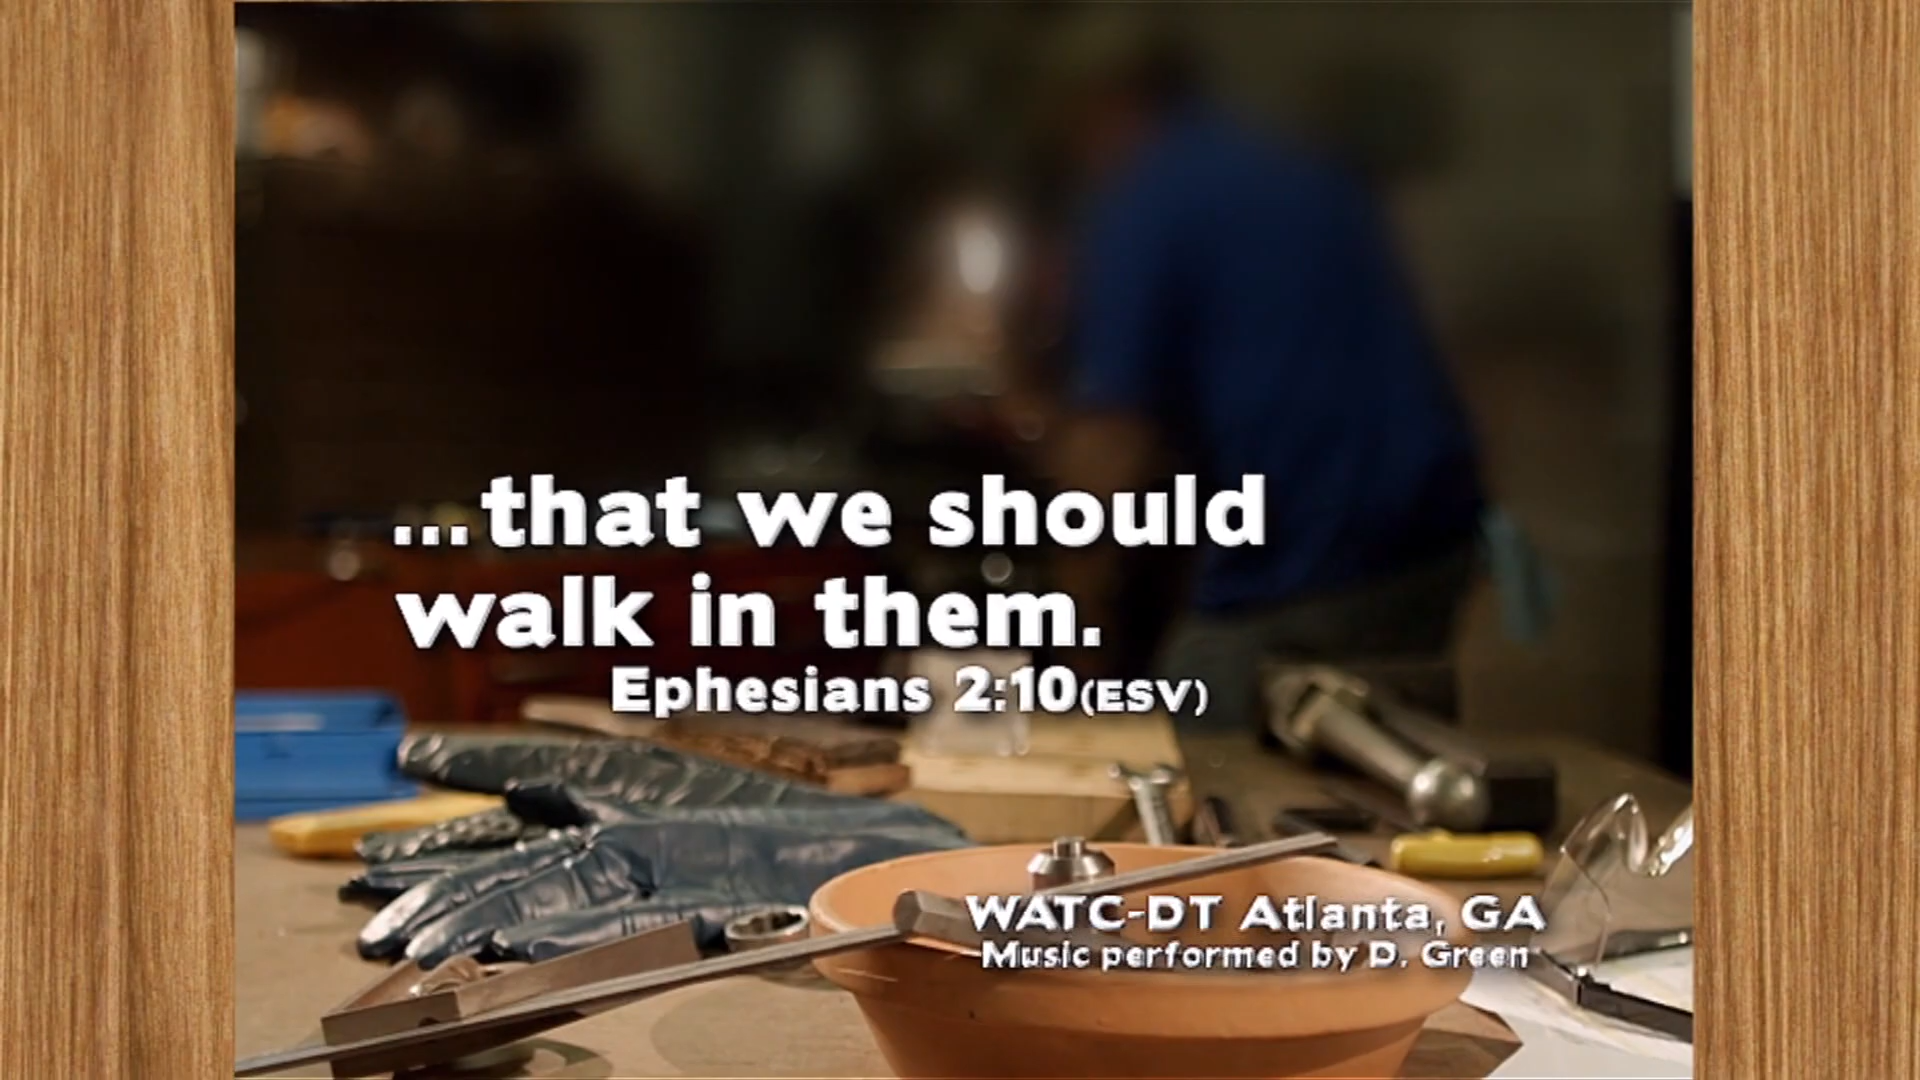 ...that we should
walk in them.
Ephesians 2:10(ESV)
WATC-DT Atlanta, GA
Music performed by D. Green